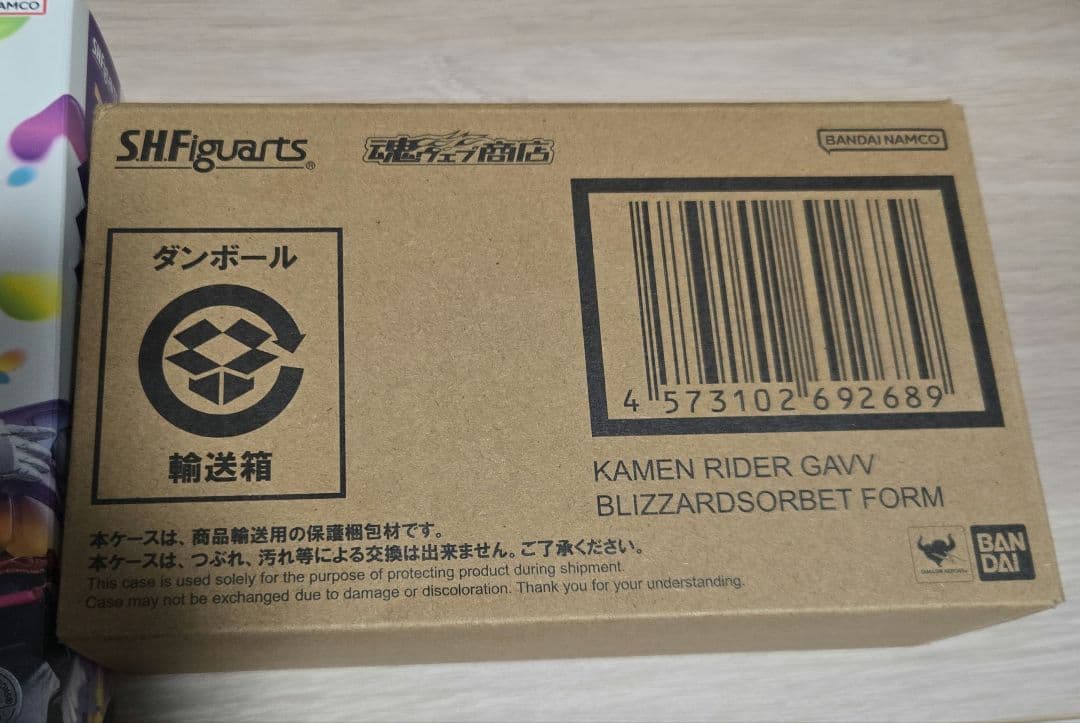 AMCO
S.H.Figuarts
S.H.Figuarts®
魂ウェブ商店
BANDAI NAMCO
ダンボール
輸送箱
4 573102 692689
KAMEN RIDER GAVV
BLIZZARDSORBET FORM
本ケースは、商品輸送用の保護梱包材です。
本ケースは、つぶれ、汚れ等による交換は出来ません。ご了承ください。
This case is used solely for the purpose of protecting product during shipment.
Case may not be exchanged due to damage or discoloration. Thank you for your understanding.
BAN
DAI